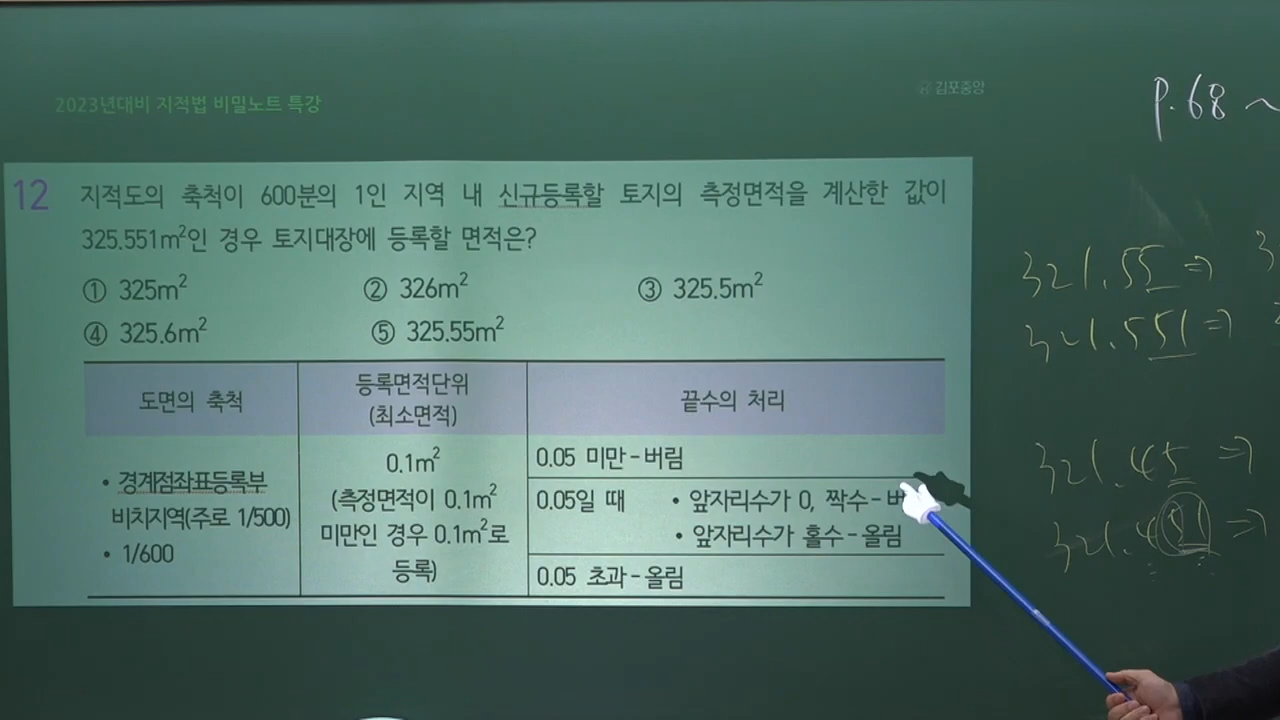 2023년대비 지적법 비밀노트 특강
김포중앙
P.68 ~
12 지적도의 축척이 600분의 1인 지역 내 신규등록할 토지의 측정면적을 계산한 값이
325.551m²인 경우 토지대장에 등록할 면적은?
① 325m² ② 326m² ③ 325.5m²
④ 325.6m² ⑤ 325.55m²
도면의 축척
등록면적단위
(최소면적)
끝수의 처리
• 경계점좌표등록부
비치지역(주로 1/500)
• 1/600
0.1m²
(측정면적이 0.1m²
미만인 경우 0.1m²로
등록)
0.05 미만-버림
0.05일 때 • 앞자리수가 0, 짝수-버
• 앞자리수가 홀수-올림
0.05 초과-올림
321.55 ⇒
321.551 ⇒
321.45 ⇒
321.451 ⇒